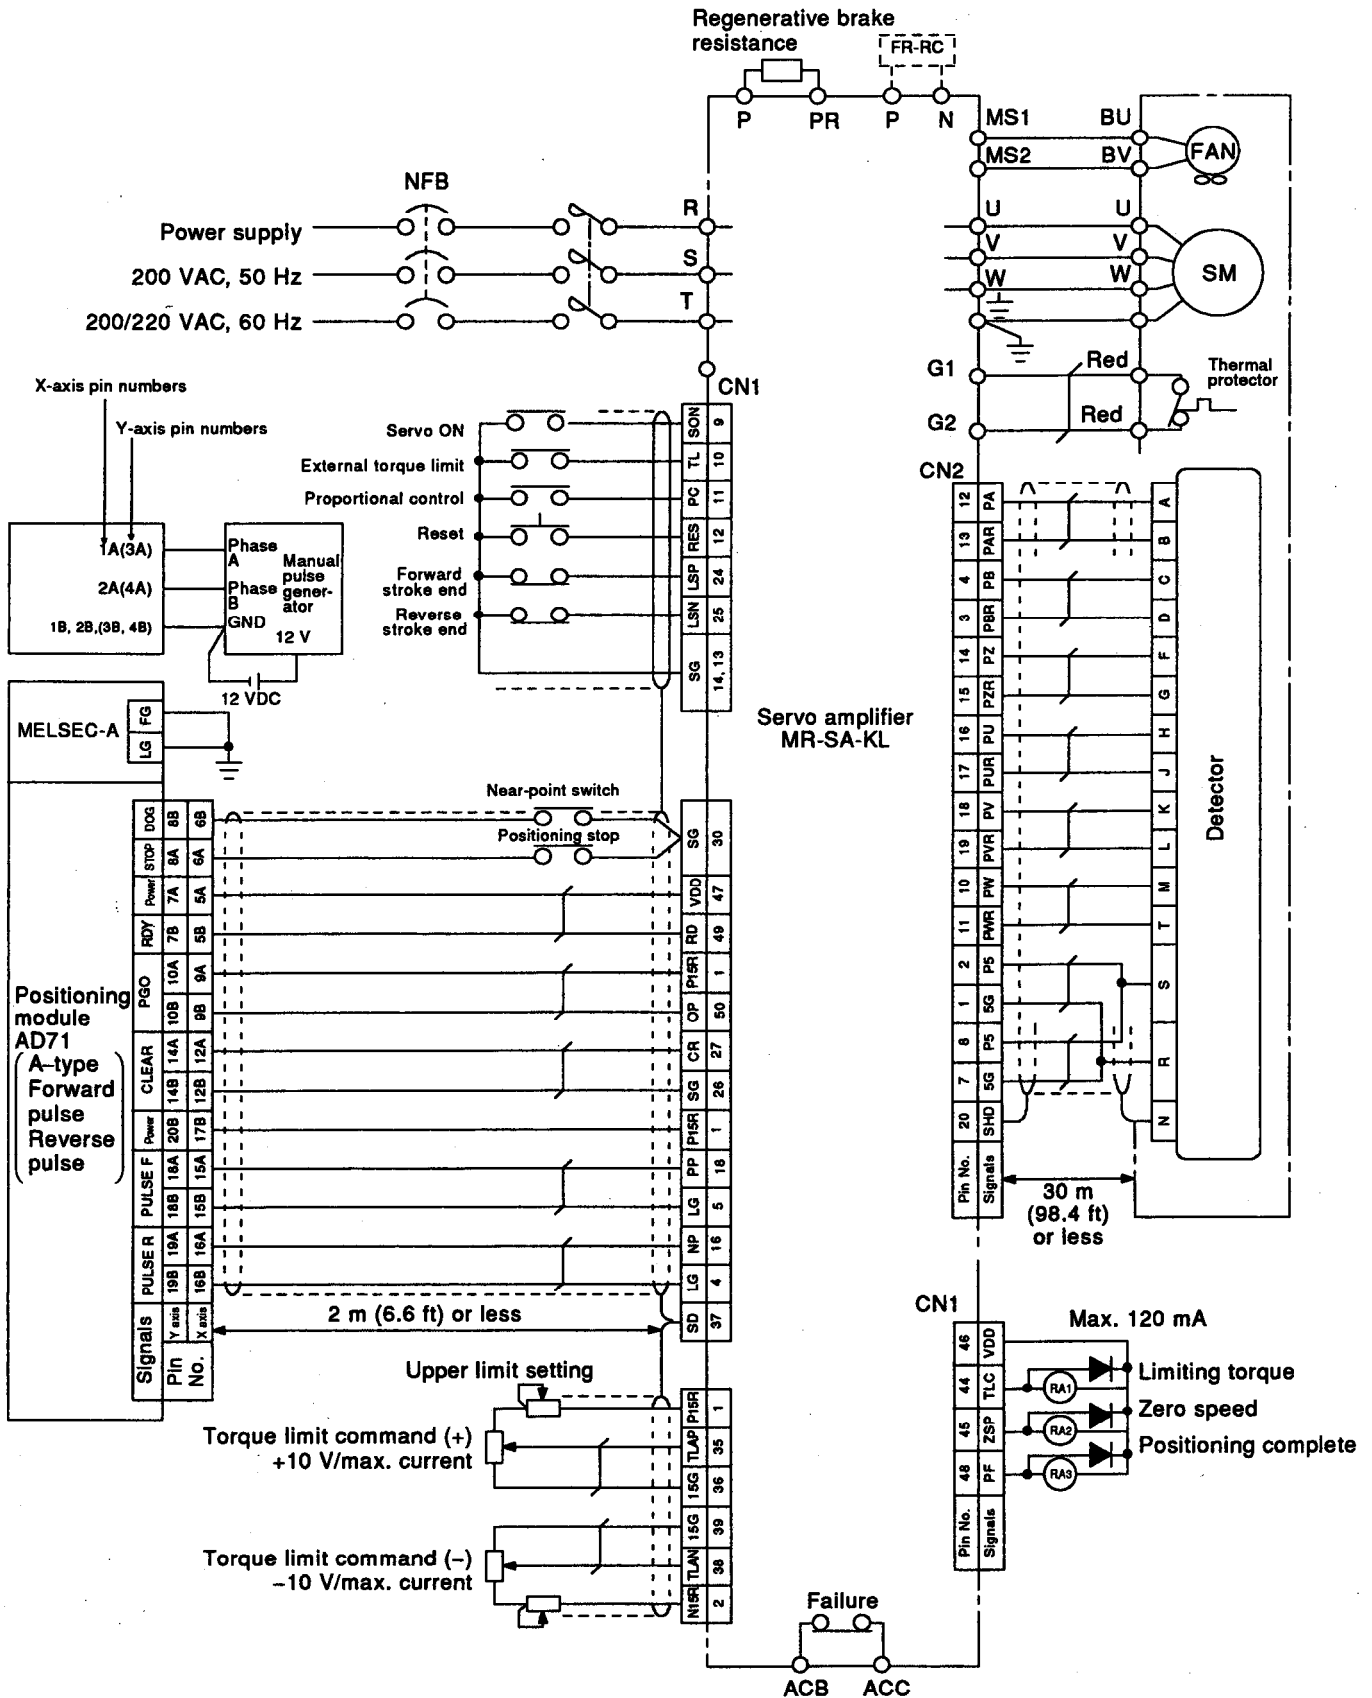 Regenerative brake
resistance
FR-RC
P
PR
P
N
MS1
BU
MS2
BV
FAN
NFB
Power supply
200 VAC, 50 Hz
200/220 VAC, 60 Hz
R
S
T
U
U
V
V
W
W
SM
G1
Red
G2
Red
Thermal
protector
X-axis pin numbers
Y-axis pin numbers
1A(3A)
2A(4A)
1B, 2B,(3B, 4B)
Phase
A
Phase
B
GND
Manual
pulse
gener-
ator
12 V
12 VDC
CN1
Servo ON
SON 9
External torque limit
TL 10
Proportional control
PC 11
Reset
RES 12
Forward
stroke end
LSP 24
Reverse
stroke end
LSN 25
SG 14, 13
MELSEC-A
FG
LG
Servo amplifier
MR-SA-KL
Positioning
module
AD71
A-type
Forward
pulse
Reverse
pulse
DOG 8B 6B
STOP 8A 6A
Power 7A 5A
RDY 7B 5B
PGO 10A 9A
10B 9B
CLEAR 14A 12A
14B 12B
Power 20B 17B
PULSE F 18A 15A
18B 15B
PULSE R 19A 16A
19B 16B
Signals
Y axis
X axis
Pin
No.
Near-point switch
Positioning stop
SG 30
VDD 47
RD 49
P15R 1
OP 50
CR 27
SG 26
P15R 1
PP 18
LG 5
NP 16
LG 4
SD 37
2 m (6.6 ft) or less
Upper limit setting
Torque limit command (+)
+10 V/max. current
P15R 1
TLAP 35
15G 36
Torque limit command (−)
−10 V/max. current
15G 39
TLAN 38
N15R 2
CN2
12 PA A
13 PAR B
4 PB C
3 PBR D
14 PZ F
15 PZR G
16 PU H
17 PUR J
18 PV K
19 PVR L
10 PW M
11 PWR T
2 P5
S
1 5G
8 P5
R
7 5G
20 SHD N
Pin No. Signals
Detector
30 m
(98.4 ft)
or less
CN1
Max. 120 mA
46 VDD
44 TLC RA1 Limiting torque
45 ZSP RA2 Zero speed
48 PF RA3 Positioning complete
Pin No. Signals
Failure
ACB
ACC